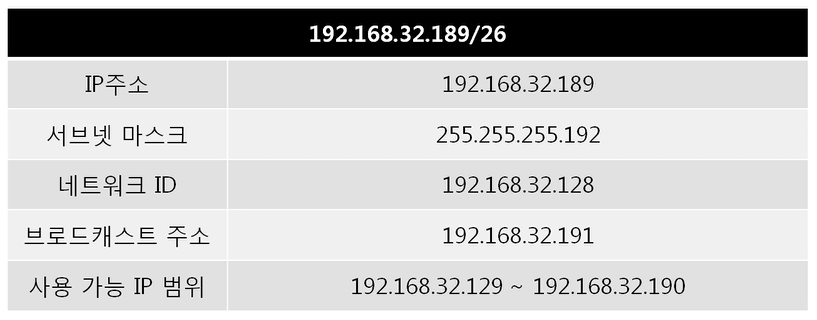 192.168.32.189/26
IP주소 192.168.32.189
서브넷 마스크 255.255.255.192
네트워크 ID 192.168.32.128
브로드캐스트 주소 192.168.32.191
사용 가능 IP 범위 192.168.32.129 ~ 192.168.32.190